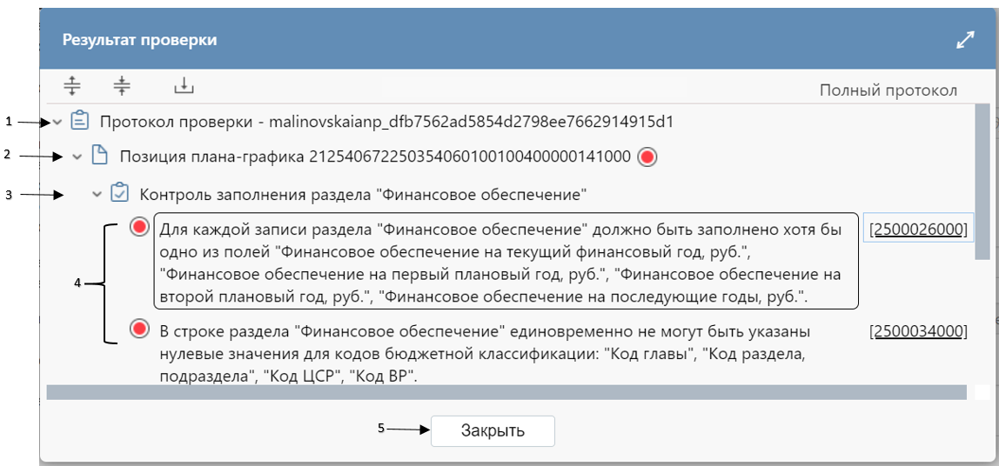 Результат проверки
Полный протокол
1
Протокол проверки - malinovskaianp_dfb7562ad5854d2798ee7662914915d1
2
Позиция плана-графика 212540672250354060100100400000141000
3
Контроль заполнения раздела "Финансовое обеспечение"
Для каждой записи раздела "Финансовое обеспечение" должно быть заполнено хотя бы
[2500026000]
одно из полей "Финансовое обеспечение на текущий финансовый год, руб.",
"Финансовое обеспечение на первый плановый год, руб.", "Финансовое обеспечение на
4
второй плановый год, руб.", "Финансовое обеспечение на последующие годы, руб.".
В строке раздела "Финансовое обеспечение" единовременно не могут быть указаны
[2500034000]
нулевые значения для кодов бюджетной классификации: "Код главы", "Код раздела,
подраздела", "Код ЦСР", "Код ВР".
5
Закрыть